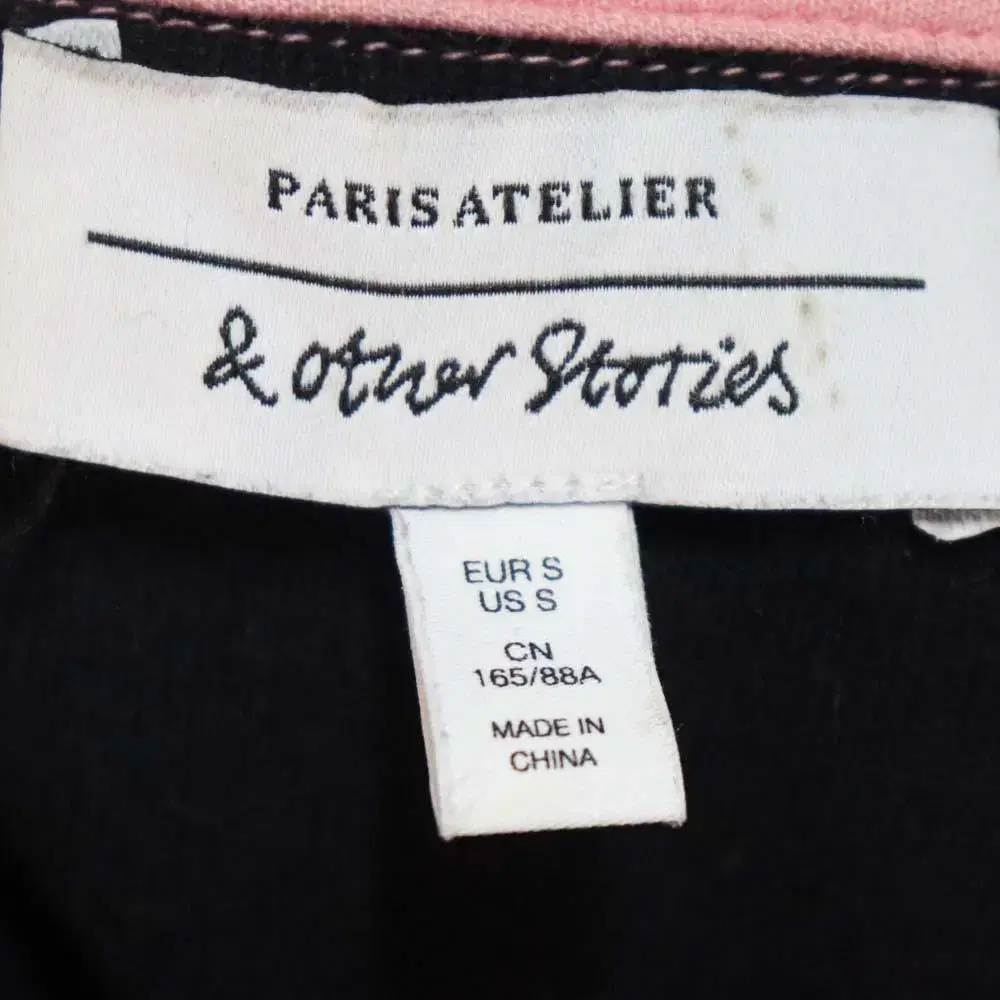 PARIS ATELIER
& other Stories
EUR S
US S
CN
165/88A
MADE IN
CHINA